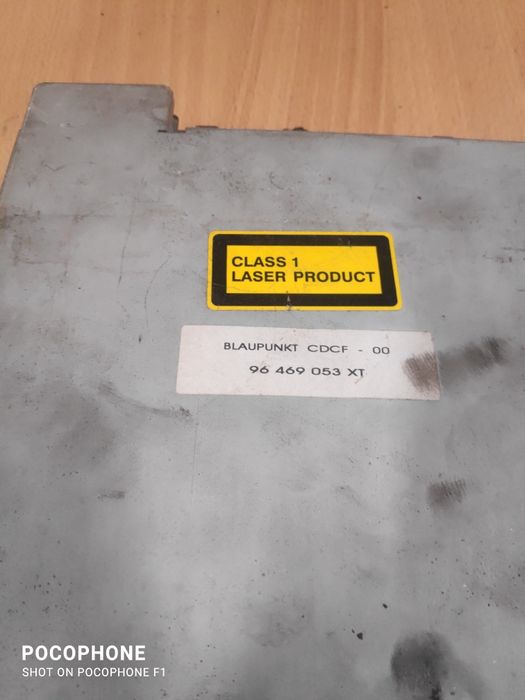 CLASS 1
LASER PRODUCT
BLAUPUNKT CDCF - 00
96 469 053 XT
POCOPHONE
SHOT ON POCOPHONE F1